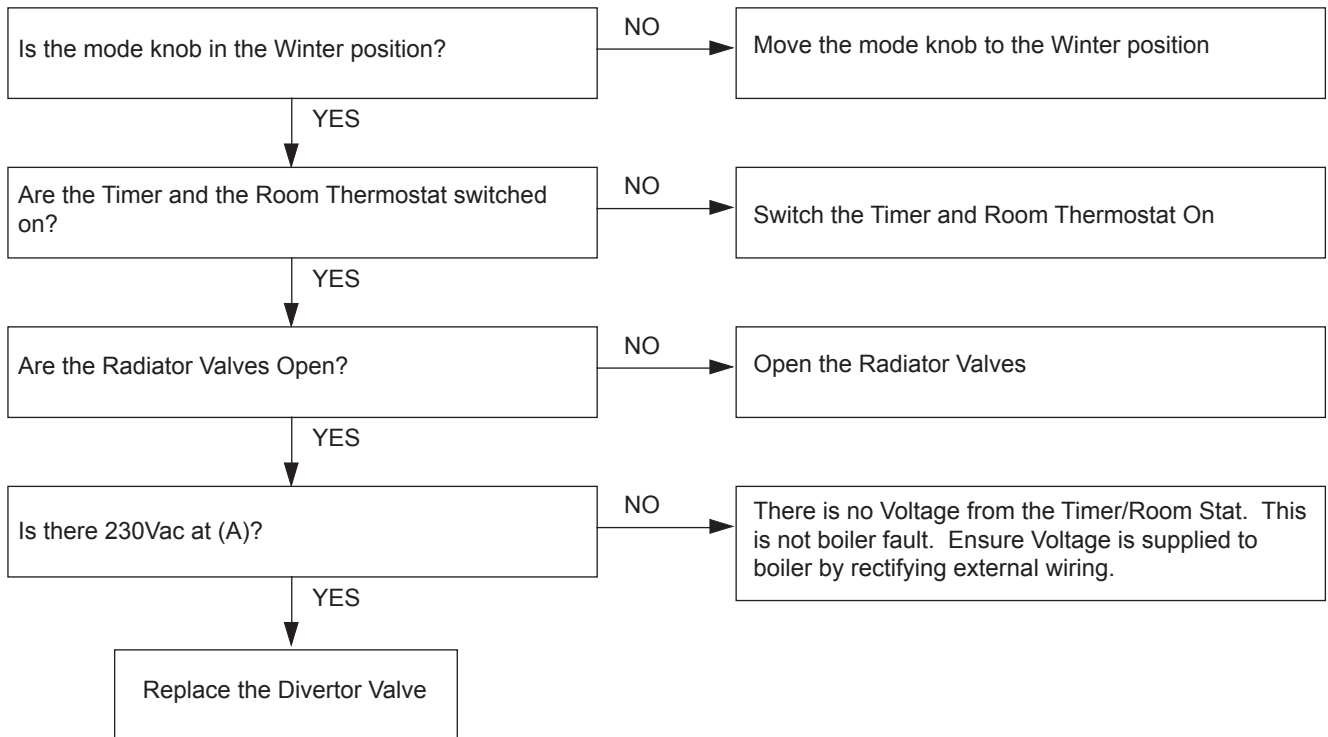 Is the mode knob in the Winter position?
NO
Move the mode knob to the Winter position
YES
Are the Timer and the Room Thermostat switched
on?
NO
Switch the Timer and Room Thermostat On
YES
Are the Radiator Valves Open?
NO
Open the Radiator Valves
YES
Is there 230Vac at (A)?
NO
There is no Voltage from the Timer/Room Stat.  This
is not boiler fault.  Ensure Voltage is supplied to
boiler by rectifying external wiring.
YES
Replace the Divertor Valve